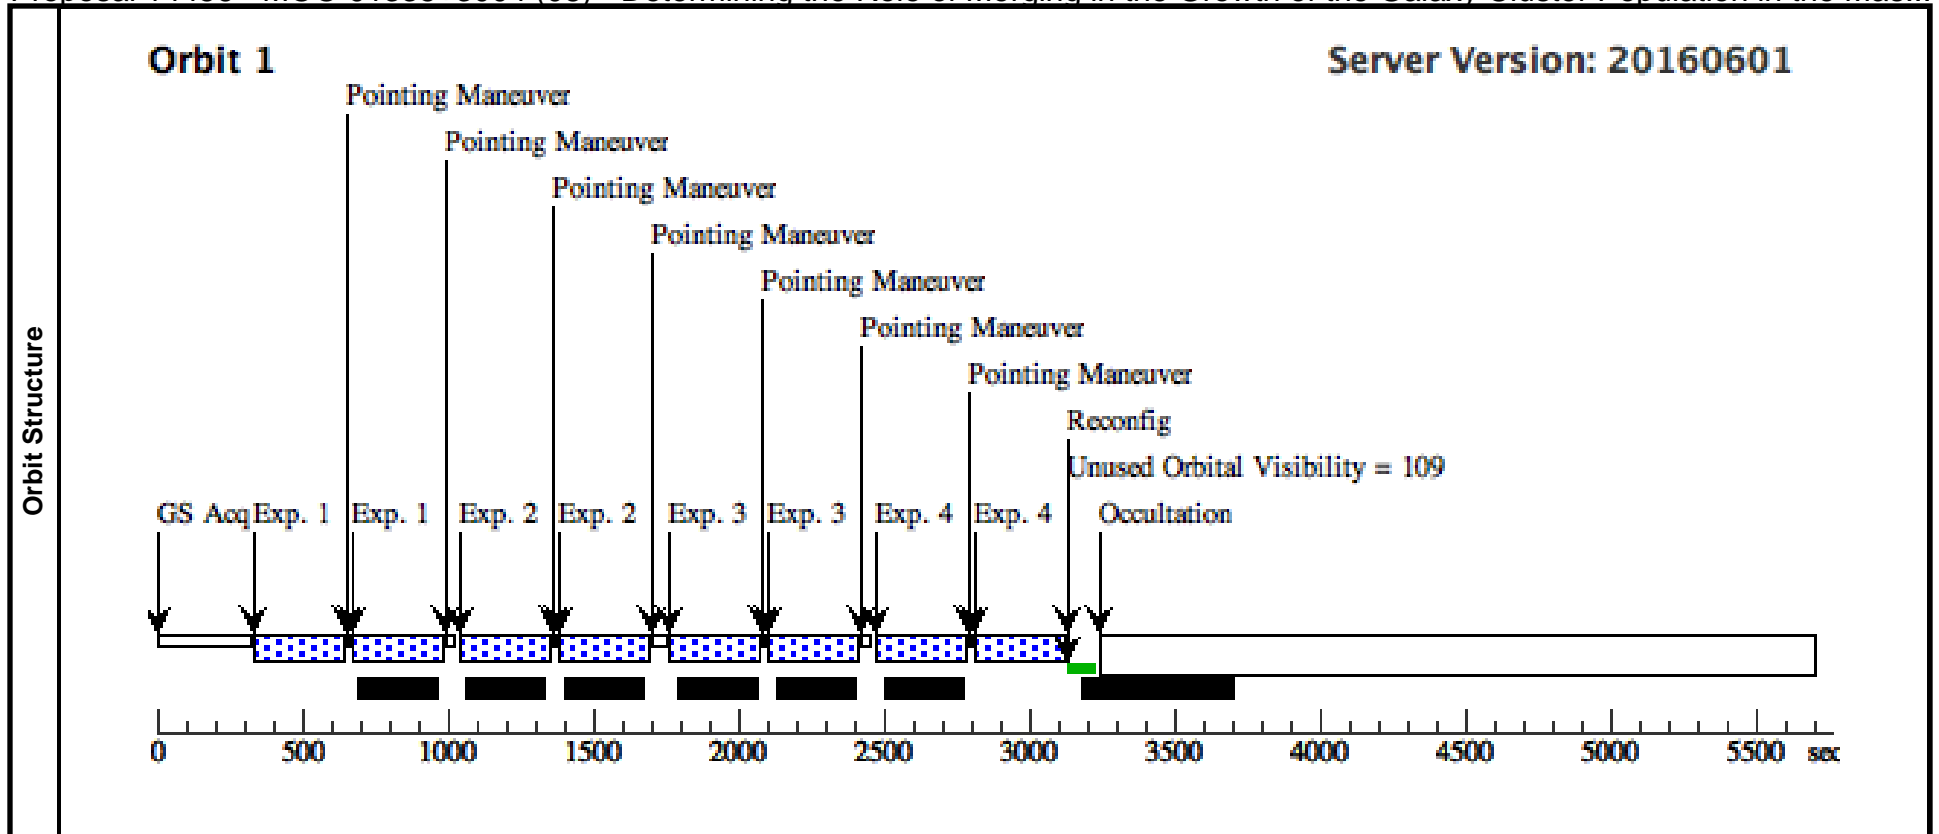 Orbit 1
Server Version: 20160601
Pointing Maneuver
Pointing Maneuver
Pointing Maneuver
Pointing Maneuver
Pointing Maneuver
Pointing Maneuver
Pointing Maneuver
Reconfig
Unused Orbital Visibility = 109
GS Acq Exp. 1 Exp. 1 Exp. 2 Exp. 2 Exp. 3 Exp. 3 Exp. 4 Exp. 4 Occultation
Orbit Structure
0 500 1000 1500 2000 2500 3000 3500 4000 4500 5000 5500 sec